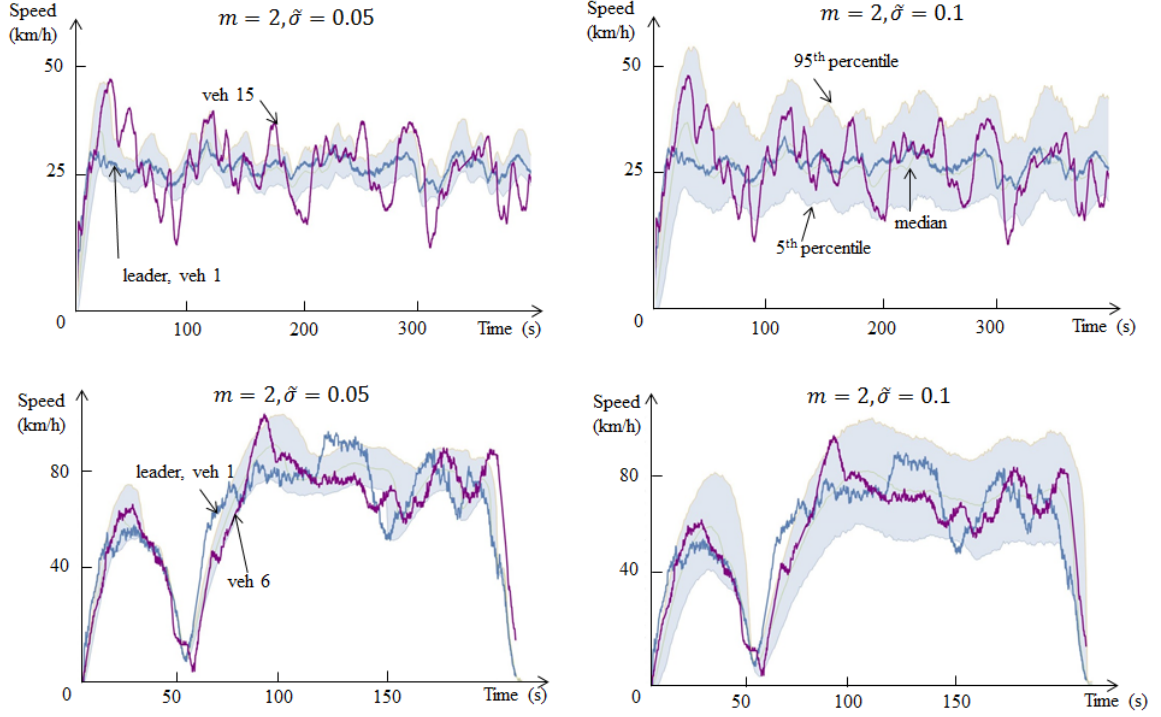 Speed
(km/h)
m = 2, σ̃ = 0.05
50
25
0
veh 15
leader, veh 1
100
200
300
Time (s)
Speed
(km/h)
m = 2, σ̃ = 0.1
50
25
0
95th percentile
median
5th percentile
100
200
300
Time (s)
Speed
(km/h)
m = 2, σ̃ = 0.05
80
40
0
leader, veh 1
veh 6
50
100
150
Time (s)
Speed
(km/h)
m = 2, σ̃ = 0.1
80
40
0
50
100
150
Time (s)